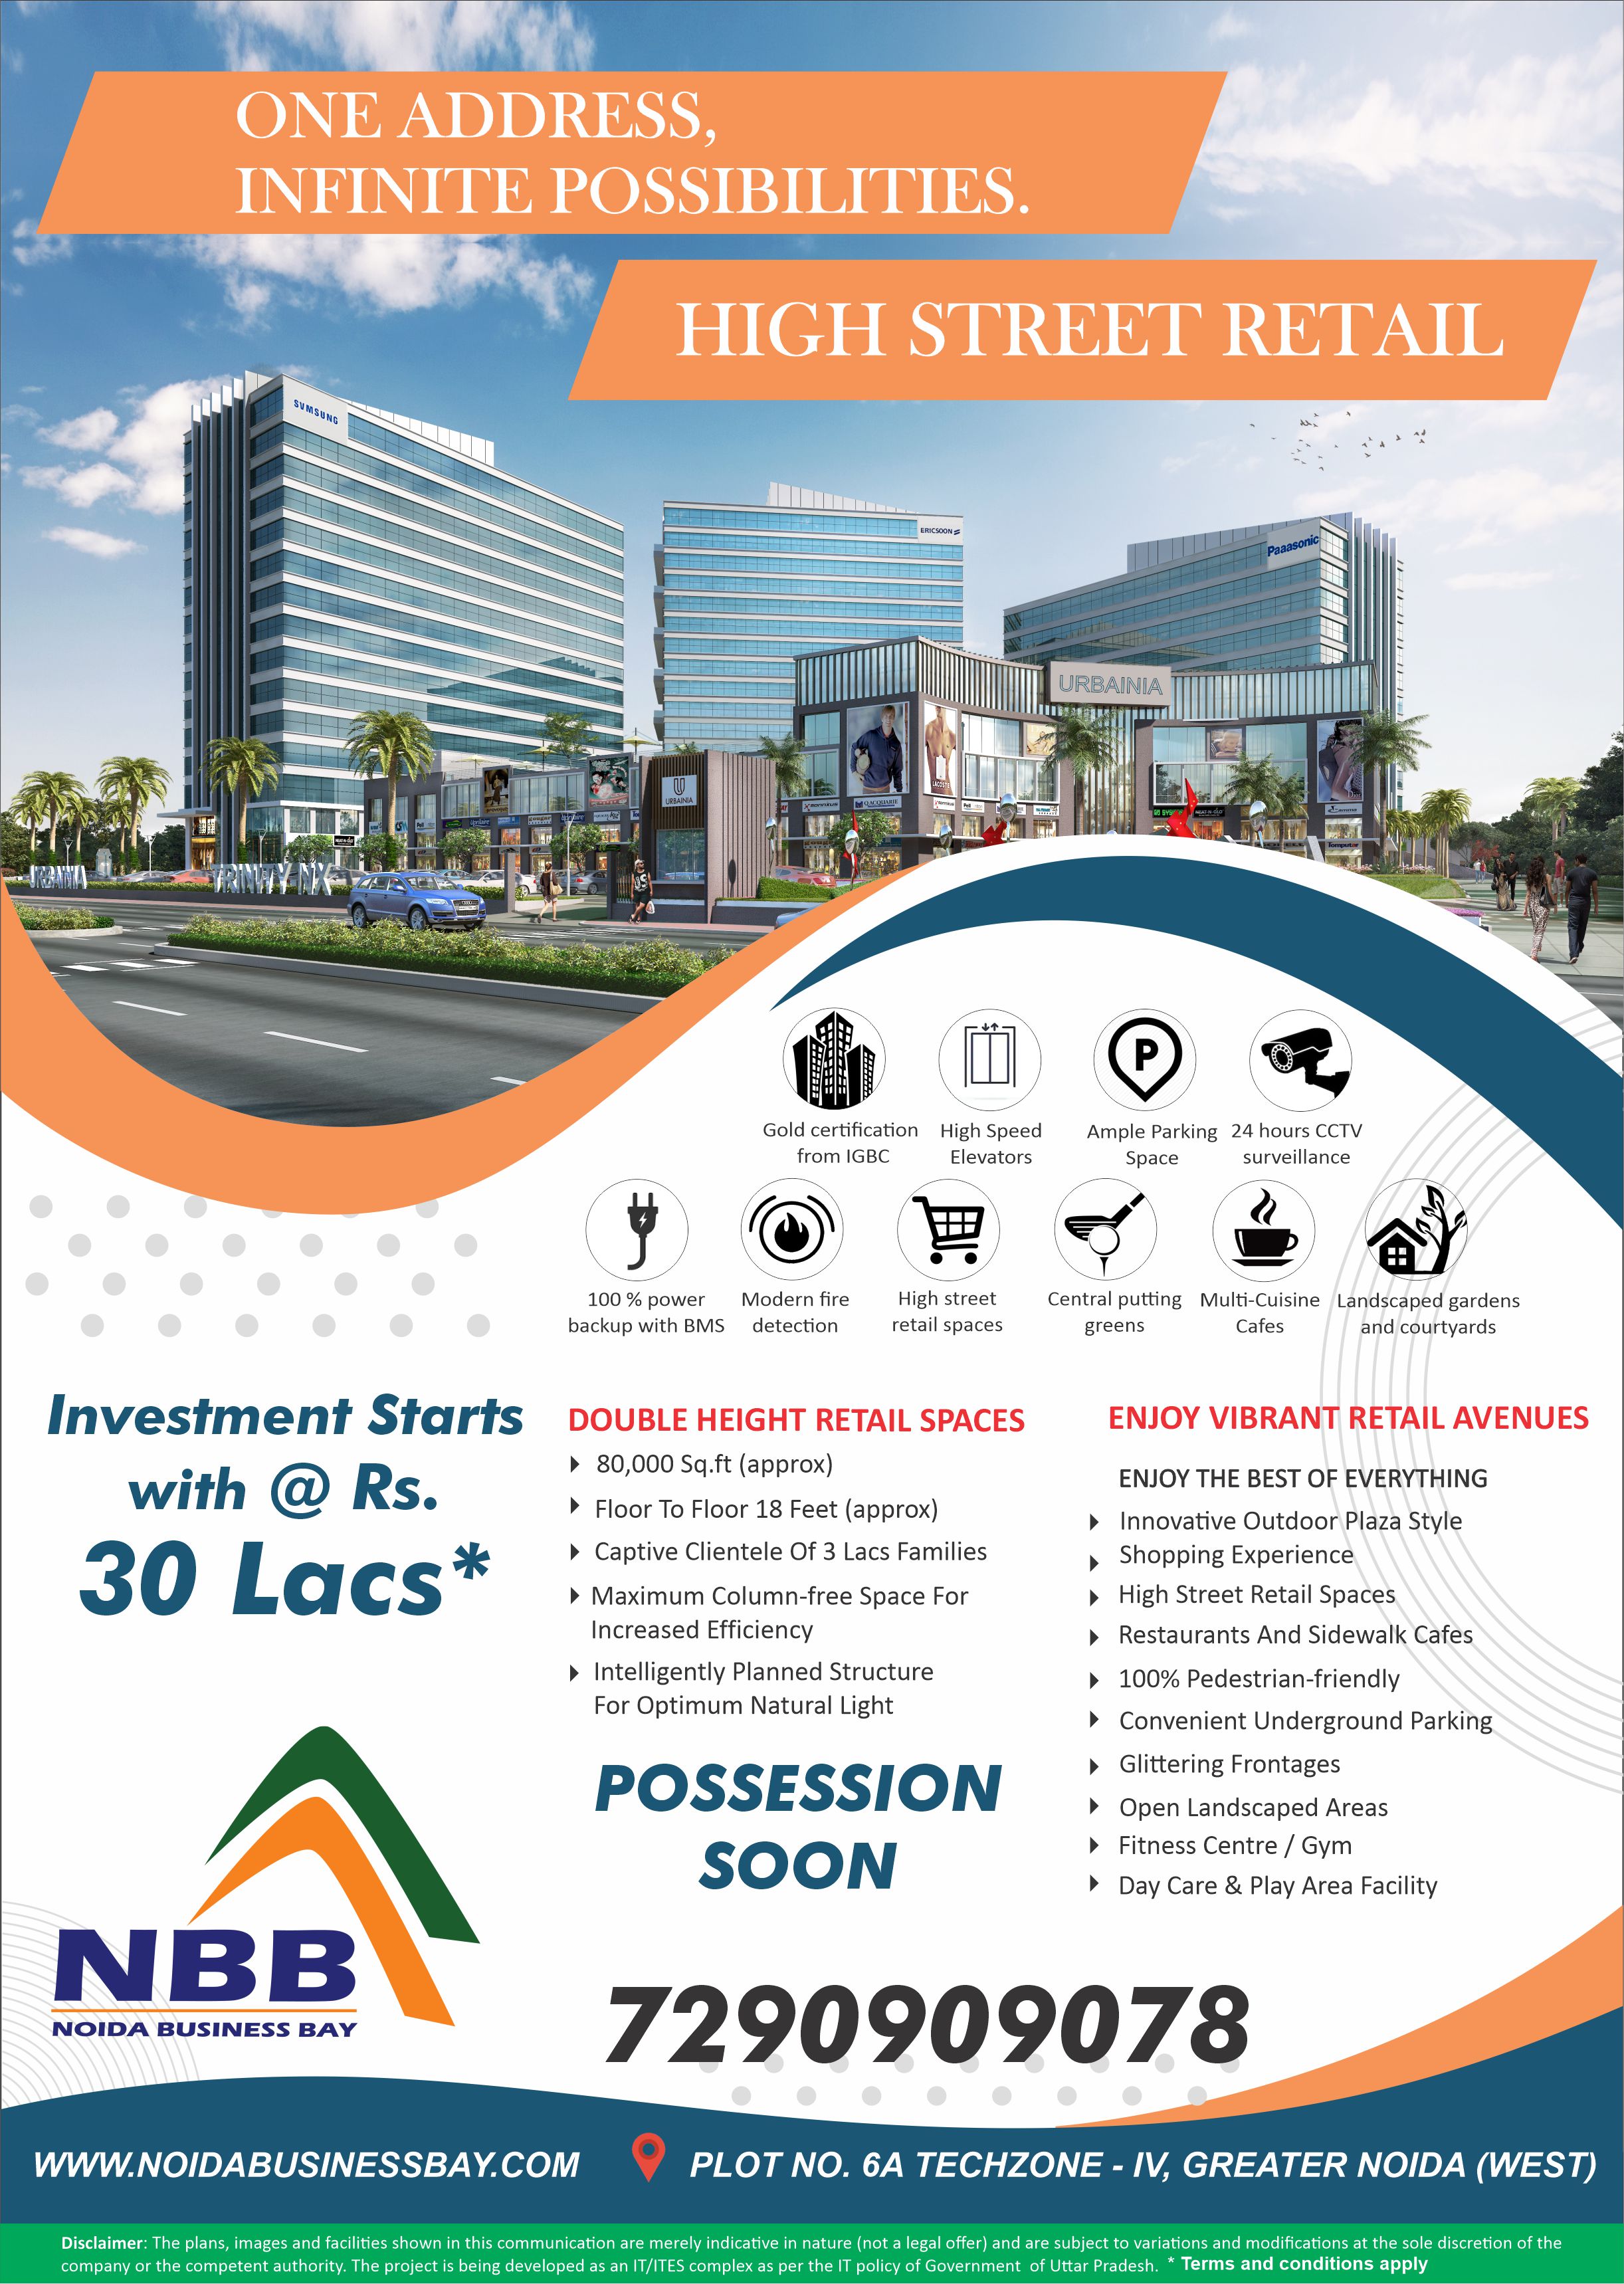 ONE ADDRESS,
INFINITE POSSIBILITIES.
HIGH STREET RETAIL
SVMSUNG
ERICSOON
Paaasonic
URBAINIA
LACOSTE
URBAINIA
URBAINIA
TRINITY NX
Gold certification
from IGBC
High Speed
Elevators
Ample Parking
Space
24 hours CCTV
surveillance
100 % power
backup with BMS
Modern fire
detection
High street
retail spaces
Central putting
greens
Multi-Cuisine
Cafes
Landscaped gardens
and courtyards
Investment Starts
with @ Rs.
30 Lacs*
DOUBLE HEIGHT RETAIL SPACES
80,000 Sq.ft (approx)
Floor To Floor 18 Feet (approx)
Captive Clientele Of 3 Lacs Families
Maximum Column-free Space For
Increased Efficiency
Intelligently Planned Structure
For Optimum Natural Light
POSSESSION
SOON
ENJOY VIBRANT RETAIL AVENUES
ENJOY THE BEST OF EVERYTHING
Innovative Outdoor Plaza Style
Shopping Experience
High Street Retail Spaces
Restaurants And Sidewalk Cafes
100% Pedestrian-friendly
Convenient Underground Parking
Glittering Frontages
Open Landscaped Areas
Fitness Centre / Gym
Day Care & Play Area Facility
NBB
NOIDA BUSINESS BAY
7290909078
WWW.NOIDABUSINESSBAY.COM
PLOT NO. 6A TECHZONE - IV, GREATER NOIDA (WEST)
Disclaimer: The plans, images and facilities shown in this communication are merely indicative in nature (not a legal offer) and are subject to variations and modifications at the sole discretion of the
company or the competent authority. The project is being developed as an IT/ITES complex as per the IT policy of Government of Uttar Pradesh. * Terms and conditions apply